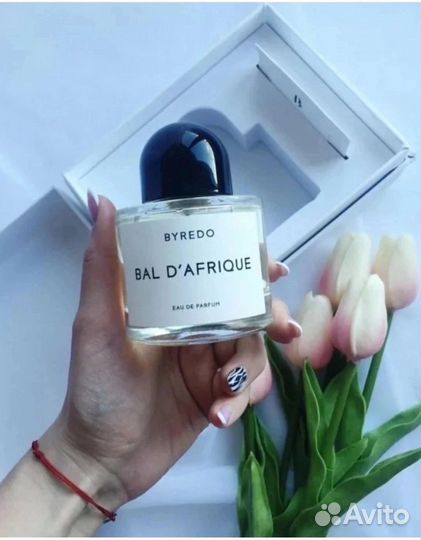 BYREDO
BAL D'AFRIQUE
EAU DE PARFUM
Avito